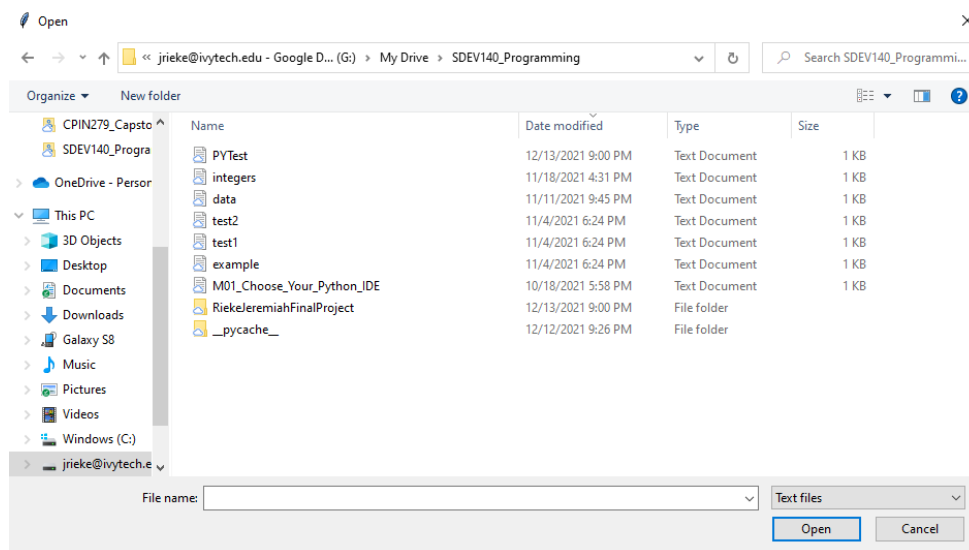 Open
« jrieke@ivytech.edu - Google D... (G:) › My Drive › SDEV140_Programming
Search SDEV140_Programmi...
Organize New folder
Name Date modified Type Size
CPIN279_Capsto
SDEV140_Progra
OneDrive - Person
This PC
3D Objects
Desktop
Documents
Downloads
Galaxy S8
Music
Pictures
Videos
Windows (C:)
jrieke@ivytech.e
PYTest 12/13/2021 9:00 PM Text Document 1 KB
integers 11/18/2021 4:31 PM Text Document 1 KB
data 11/11/2021 9:45 PM Text Document 1 KB
test2 11/4/2021 6:24 PM Text Document 1 KB
test1 11/4/2021 6:24 PM Text Document 1 KB
example 11/4/2021 6:24 PM Text Document 1 KB
M01_Choose_Your_Python_IDE 10/18/2021 5:58 PM Text Document 1 KB
RiekeJeremiahFinalProject 12/13/2021 9:00 PM File folder
__pycache__ 12/12/2021 9:26 PM File folder
File name: Text files
Open Cancel